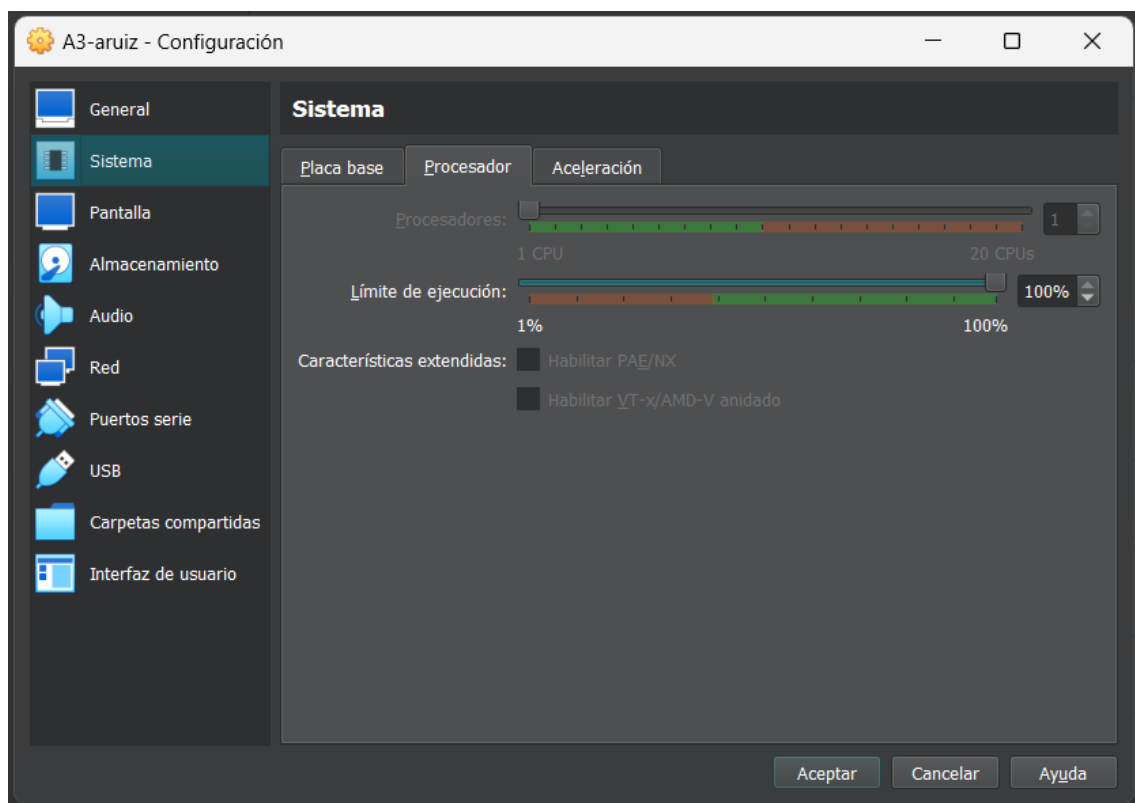 A3-aruiz - Configuración
General
Sistema
Pantalla
Almacenamiento
Audio
Red
Puertos serie
USB
Carpetas compartidas
Interfaz de usuario
Sistema
Placa base Procesador Aceleración
Procesadores: 1
1 CPU 20 CPUs
Límite de ejecución: 100%
1% 100%
Características extendidas: Habilitar PAE/NX
Habilitar VT-x/AMD-V anidado
Aceptar Cancelar Ayuda